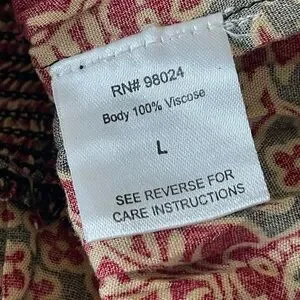 RN# 98024
Body 100% Viscose
L
SEE REVERSE FOR
CARE INSTRUCTIONS